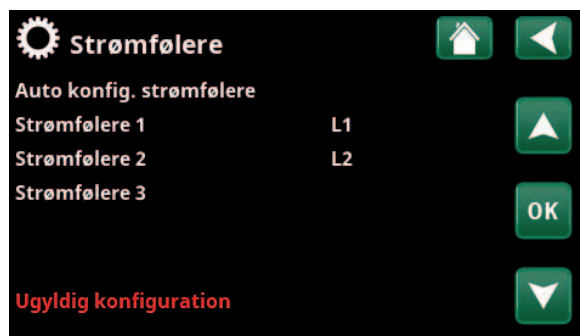 Strømfølere
Auto konfig. strømfølere
Strømfølere 1 L1
Strømfølere 2 L2
Strømfølere 3
OK
Ugyldig konfiguration